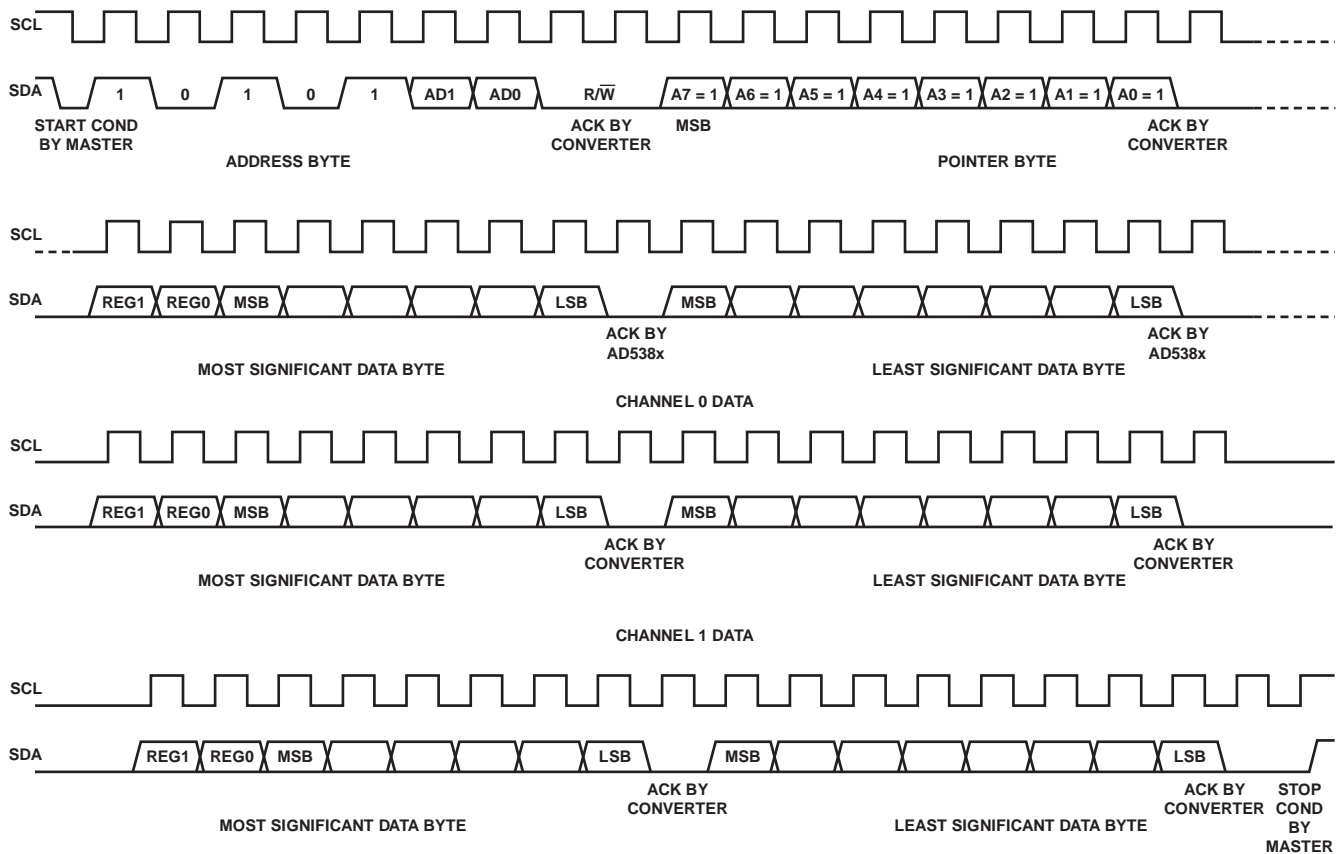 SCL
SDA 1 0 1 0 1 AD1 AD0 R/W̅ A7 = 1 A6 = 1 A5 = 1 A4 = 1 A3 = 1 A2 = 1 A1 = 1 A0 = 1
START COND BY MASTER
ACK BY CONVERTER
MSB
ACK BY CONVERTER
ADDRESS BYTE
POINTER BYTE
SCL
SDA REG1 REG0 MSB LSB MSB LSB
ACK BY AD538x
ACK BY AD538x
MOST SIGNIFICANT DATA BYTE
LEAST SIGNIFICANT DATA BYTE
CHANNEL 0 DATA
SCL
SDA REG1 REG0 MSB LSB MSB LSB
ACK BY CONVERTER
ACK BY CONVERTER
MOST SIGNIFICANT DATA BYTE
LEAST SIGNIFICANT DATA BYTE
CHANNEL 1 DATA
SCL
SDA REG1 REG0 MSB LSB MSB LSB
ACK BY CONVERTER
ACK BY CONVERTER
STOP COND BY MASTER
MOST SIGNIFICANT DATA BYTE
LEAST SIGNIFICANT DATA BYTE